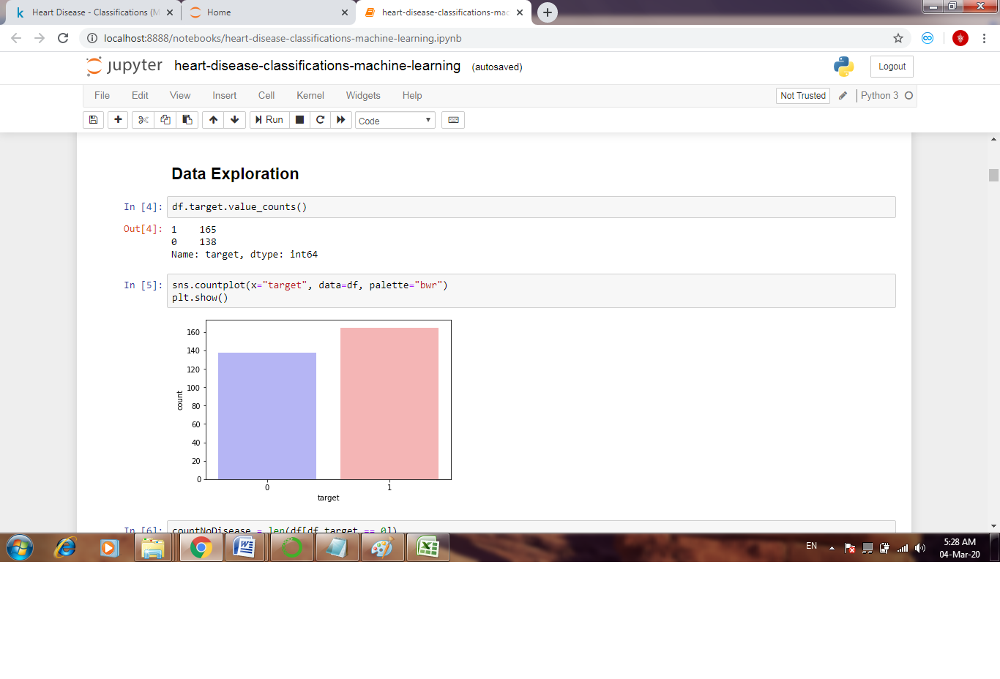 Heart Disease - Classifications (M
Home
heart-disease-classifications-mac
localhost:8888/notebooks/heart-disease-classifications-machine-learning.ipynb
jupyter heart-disease-classifications-machine-learning (autosaved)
Logout
File Edit View Insert Cell Kernel Widgets Help
Not Trusted
Python 3
Run
Code
Data Exploration
In [4]: df.target.value_counts()
Out[4]: 1    165
0    138
Name: target, dtype: int64
In [5]: sns.countplot(x="target", data=df, palette="bwr")
plt.show()
160
140
120
100
80
60
40
20
0
count
0 1
target
In [6]: countNoDisease = len(df[df.target == 0])
EN
5:28 AM
04-Mar-20